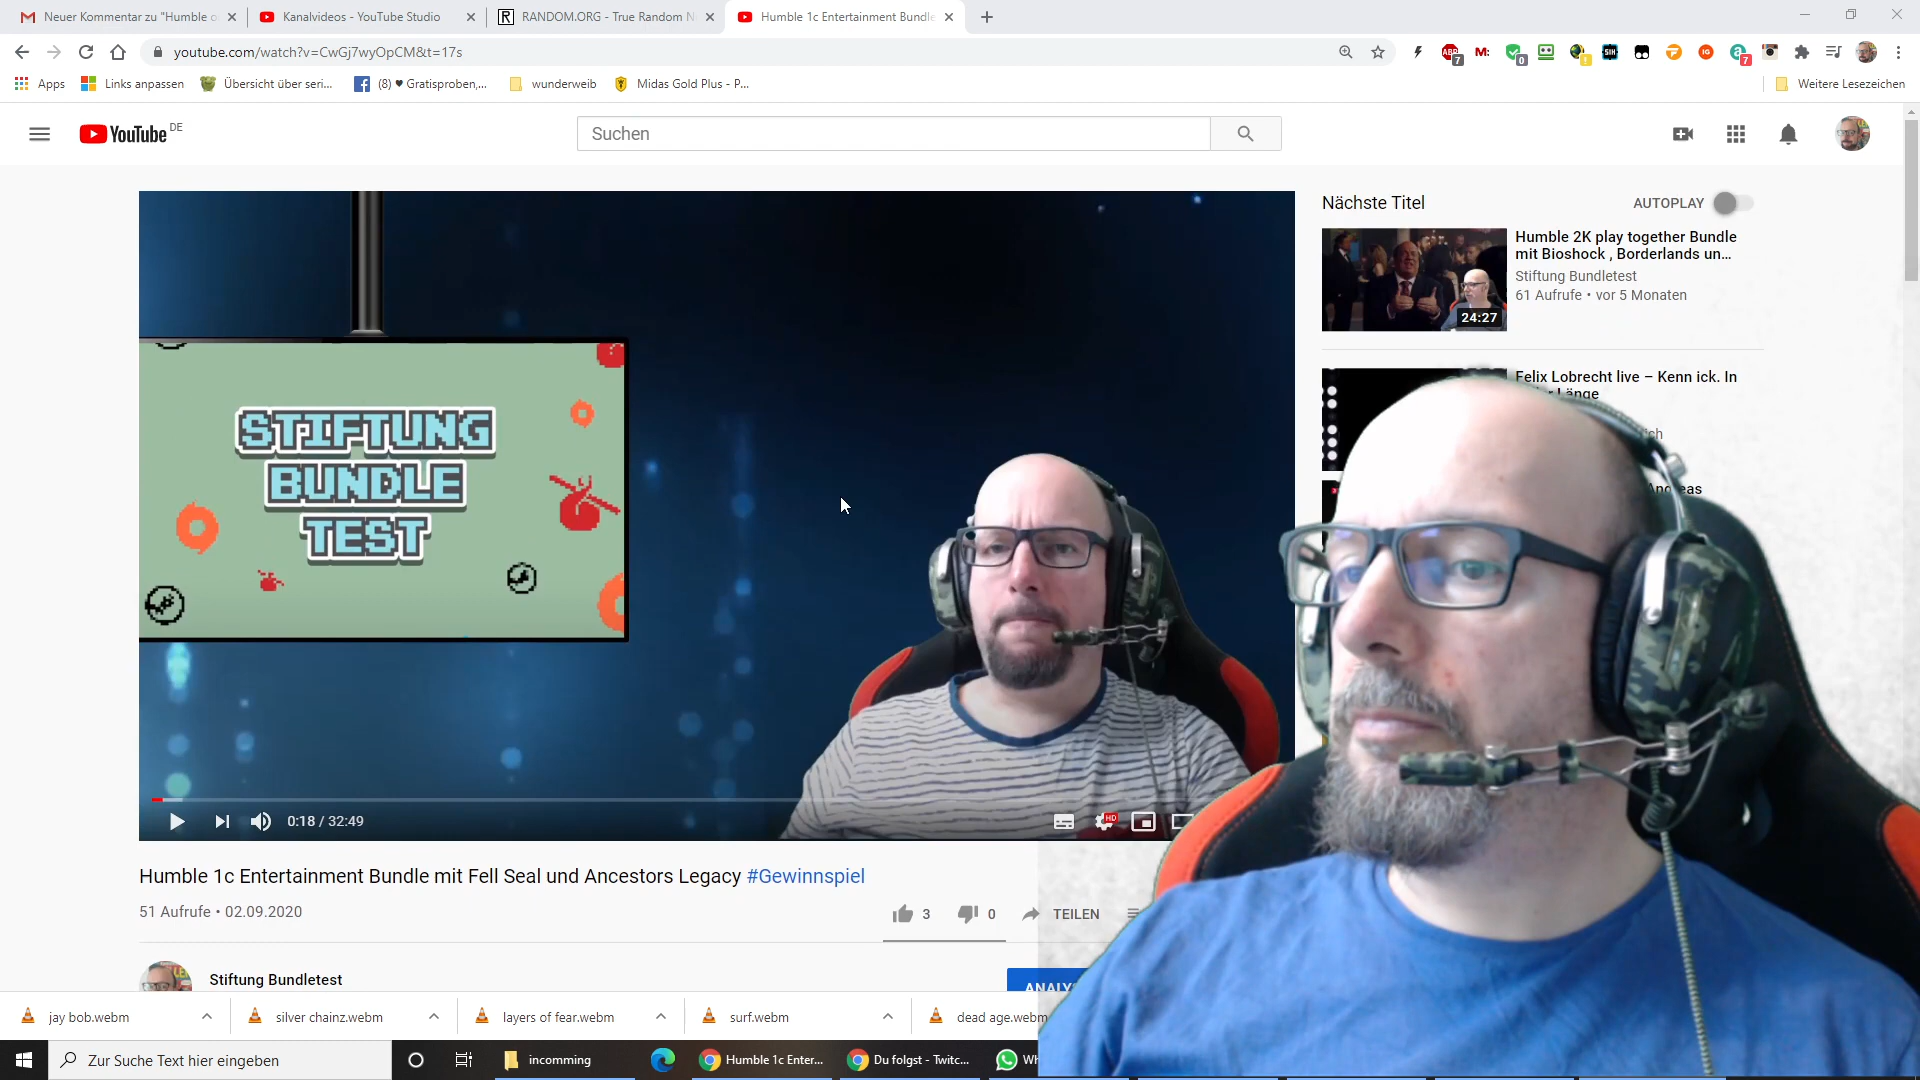 Neuer Kommentar zu "Humble o
Kanalvideos - YouTube Studio
RANDOM.ORG - True Random N
Humble 1c Entertainment Bundle
youtube.com/watch?v=CwGj7wyOpCM&t=17s
Apps
Links anpassen
Übersicht über seri...
(8) ♥ Gratisproben,...
wunderweib
Midas Gold Plus - P...
Weitere Lesezeichen
YouTube DE
Suchen
Nächste Titel
AUTOPLAY
Humble 2K play together Bundle
mit Bioshock , Borderlands un...
Stiftung Bundletest
61 Aufrufe • vor 5 Monaten
24:27
Felix Lobrecht live – Kenn ick. In
Länge
STIFTUNG
BUNDLE
TEST
0:18 / 32:49
HD
Humble 1c Entertainment Bundle mit Fell Seal und Ancestors Legacy #Gewinnspiel
51 Aufrufe • 02.09.2020
3
0
TEILEN
Stiftung Bundletest
jay bob.webm
silver chainz.webm
layers of fear.webm
surf.webm
dead age.webm
Zur Suche Text hier eingeben
incomming
Humble 1c Enter...
Du folgst - Twitc...